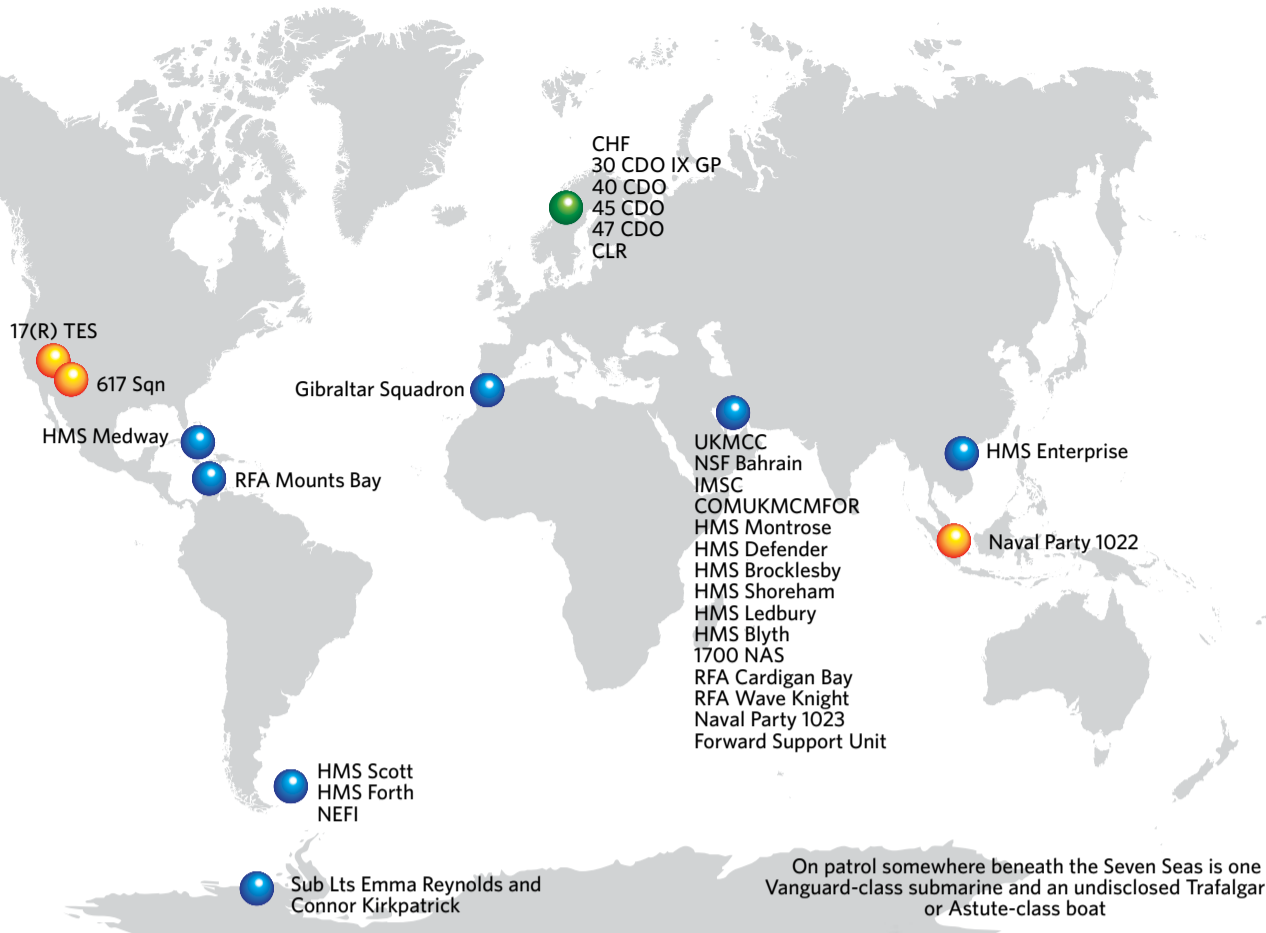 CHF
30 CDO IX GP
40 CDO
45 CDO
47 CDO
CLR
17(R) TES
617 Sqn
Gibraltar Squadron
HMS Medway
RFA Mounts Bay
UKMCC
NSF Bahrain
IMSC
COMUKMCMFOR
HMS Montrose
HMS Defender
HMS Brocklesby
HMS Shoreham
HMS Ledbury
HMS Blyth
1700 NAS
RFA Cardigan Bay
RFA Wave Knight
Naval Party 1023
Forward Support Unit
HMS Enterprise
Naval Party 1022
HMS Scott
HMS Forth
NEFI
Sub Lts Emma Reynolds and
Connor Kirkpatrick
On patrol somewhere beneath the Seven Seas is one
Vanguard-class submarine and an undisclosed Trafalgar
or Astute-class boat